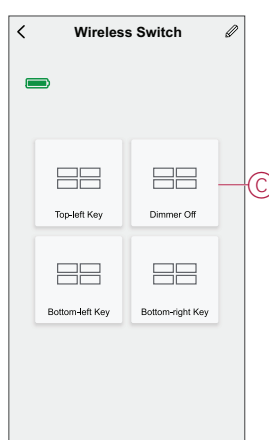 Wireless Switch
Top-left Key
Dimmer Off
C
Bottom-left Key
Bottom-right Key